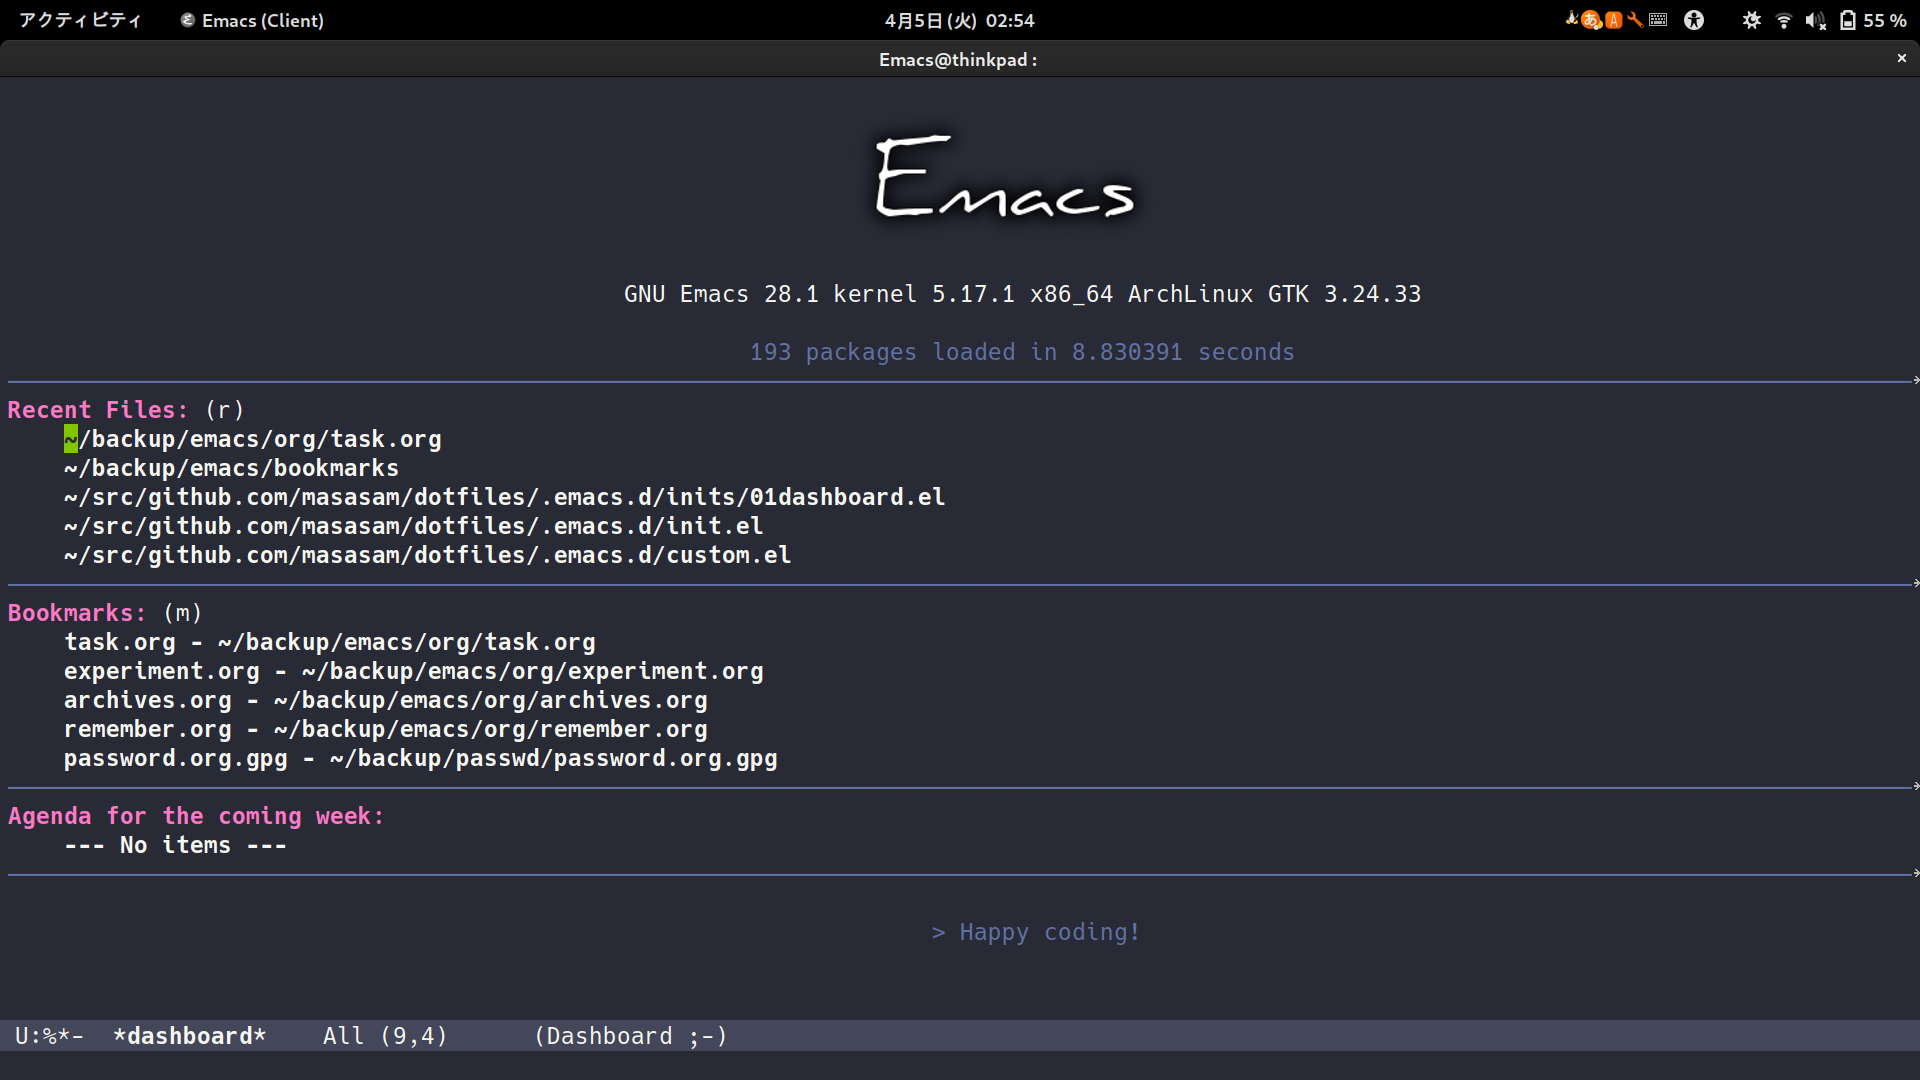 アクティビティ Emacs (Client) 4月5日 (火) 02:54 あ A 55 %
Emacs@thinkpad :
Emacs
GNU Emacs 28.1 kernel 5.17.1 x86_64 ArchLinux GTK 3.24.33
193 packages loaded in 8.830391 seconds
Recent Files: (r)
~/backup/emacs/org/task.org
~/backup/emacs/bookmarks
~/src/github.com/masasam/dotfiles/.emacs.d/inits/01dashboard.el
~/src/github.com/masasam/dotfiles/.emacs.d/init.el
~/src/github.com/masasam/dotfiles/.emacs.d/custom.el
Bookmarks: (m)
task.org - ~/backup/emacs/org/task.org
experiment.org - ~/backup/emacs/org/experiment.org
archives.org - ~/backup/emacs/org/archives.org
remember.org - ~/backup/emacs/org/remember.org
password.org.gpg - ~/backup/passwd/password.org.gpg
Agenda for the coming week:
--- No items ---
> Happy coding!
U:%*- *dashboard* All (9,4) (Dashboard ;-)